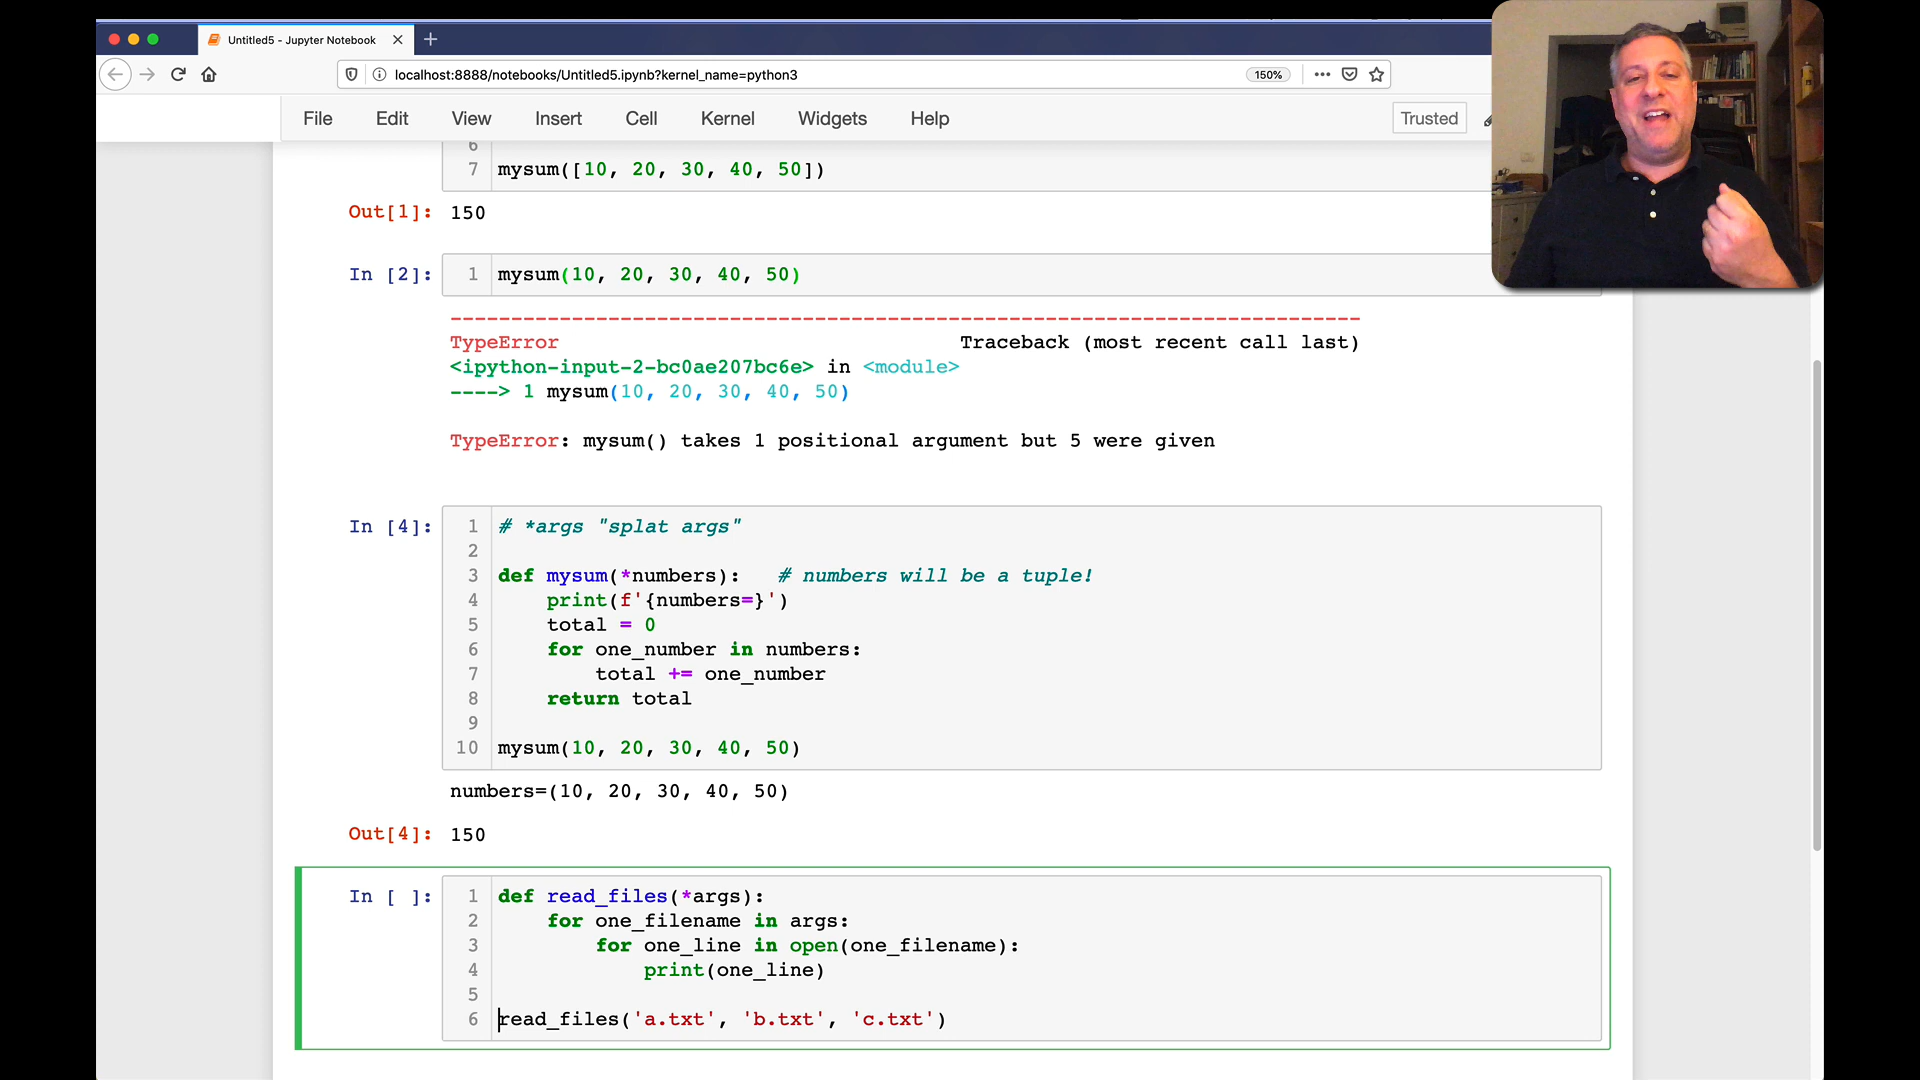 Untitled5 - Jupyter Notebook
localhost:8888/notebooks/Untitled5.ipynb?kernel_name=python3
150%
File Edit View Insert Cell Kernel Widgets Help
Trusted
6
7 mysum([10, 20, 30, 40, 50])
Out[1]: 150
In [2]: 1 mysum(10, 20, 30, 40, 50)
---------------------------------------------------------------------------
TypeError Traceback (most recent call last)
<ipython-input-2-bc0ae207bc6e> in <module>
----> 1 mysum(10, 20, 30, 40, 50)
TypeError: mysum() takes 1 positional argument but 5 were given
In [4]: 1 # *args "splat args"
2
3 def mysum(*numbers):   # numbers will be a tuple!
4     print(f'{numbers=}')
5     total = 0
6     for one_number in numbers:
7         total += one_number
8     return total
9
10 mysum(10, 20, 30, 40, 50)
numbers=(10, 20, 30, 40, 50)
Out[4]: 150
In [ ]: 1 def read_files(*args):
2     for one_filename in args:
3         for one_line in open(one_filename):
4             print(one_line)
5
6 read_files('a.txt', 'b.txt', 'c.txt')